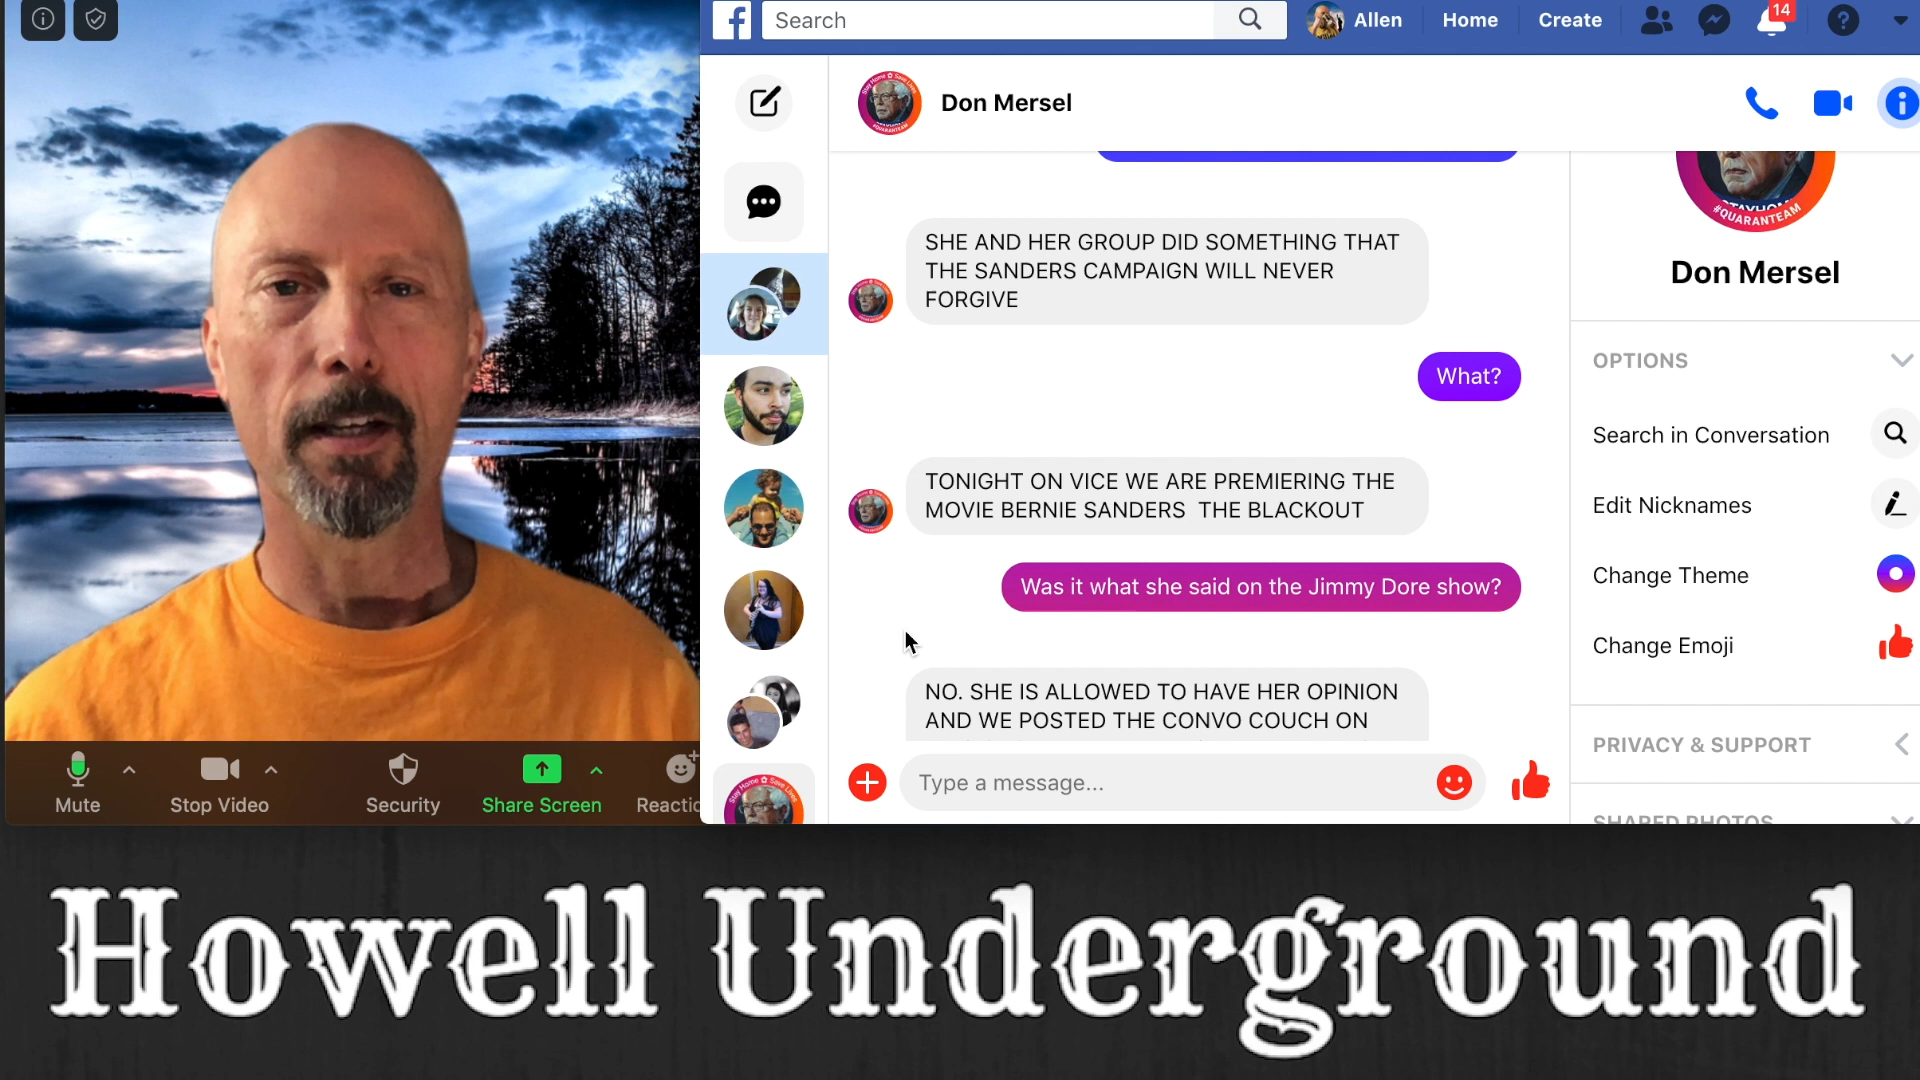 Search
Allen
Home
Create
14
Don Mersel
#QUARANTEAM
Don Mersel
SHE AND HER GROUP DID SOMETHING THAT
THE SANDERS CAMPAIGN WILL NEVER
FORGIVE
What?
TONIGHT ON VICE WE ARE PREMIERING THE
MOVIE BERNIE SANDERS THE BLACKOUT
Was it what she said on the Jimmy Dore show?
NO. SHE IS ALLOWED TO HAVE HER OPINION
AND WE POSTED THE CONVO COUCH ON
Type a message...
OPTIONS
Search in Conversation
Edit Nicknames
Change Theme
Change Emoji
PRIVACY & SUPPORT
SHARED PHOTOS
Mute
Stop Video
Security
Share Screen
Reactio
Howell Underground